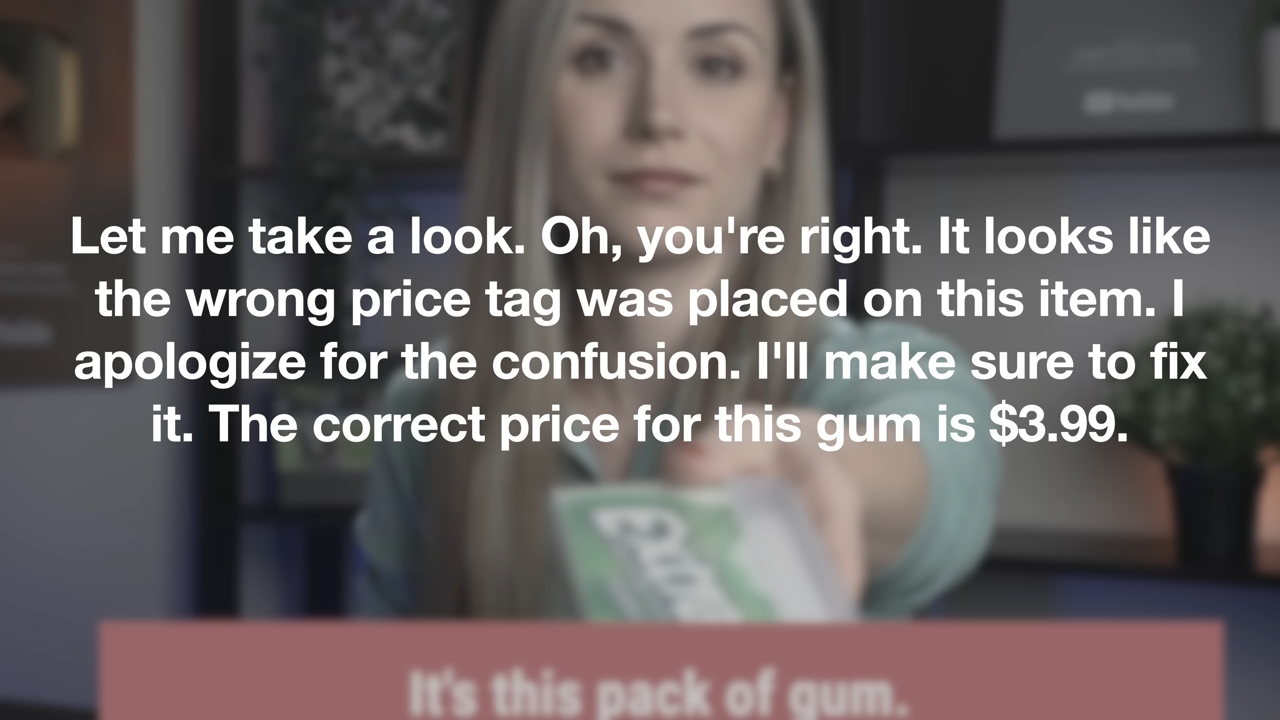 Let me take a look. Oh, you're right. It looks like
the wrong price tag was placed on this item. I
apologize for the confusion. I'll make sure to fix
it. The correct price for this gum is $3.99.
extra
It's this pack of gum.